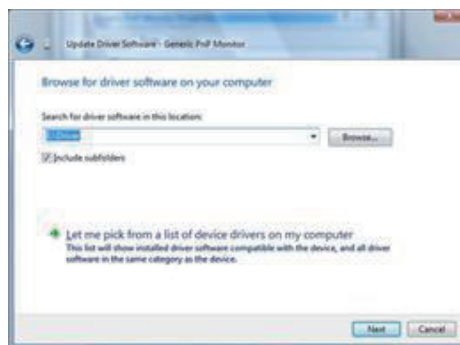 Update Driver Software - Generic PnP Monitor
Browse for driver software on your computer
Search for driver software in this location:
Browse...
Include subfolders
Let me pick from a list of device drivers on my computer
This list will show installed driver software compatible with the device, and all driver
software in the same category as the device.
Next
Cancel